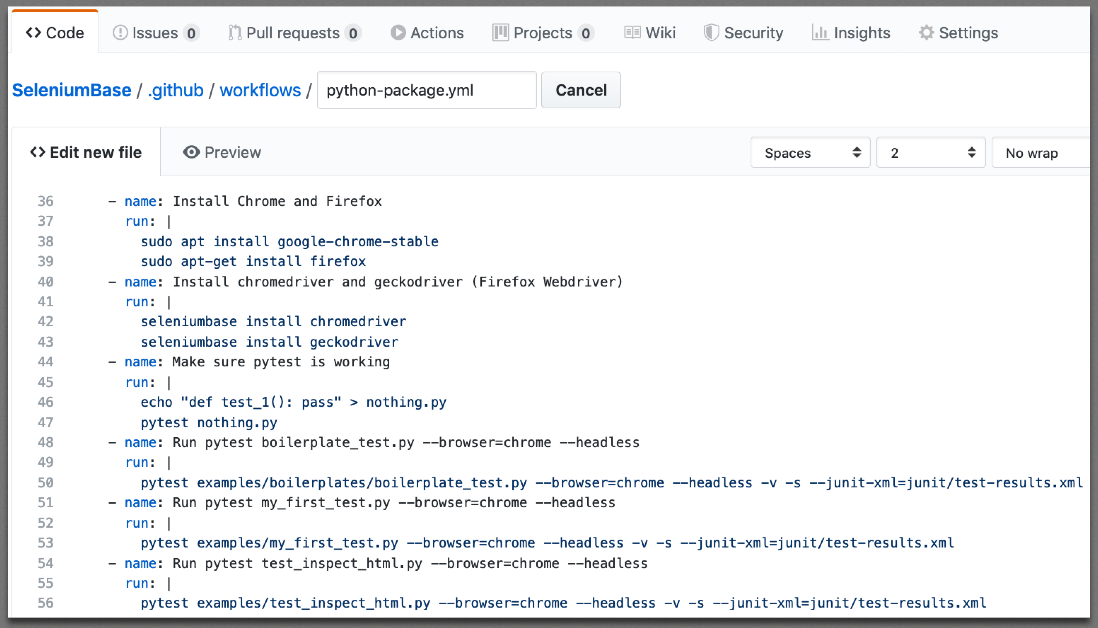 Code Issues 0 Pull requests 0 Actions Projects 0 Wiki Security Insights Settings
SeleniumBase / .github / workflows / python-package.yml Cancel
<> Edit new file Preview Spaces 2 No wrap
36 - name: Install Chrome and Firefox
37 run: |
38 sudo apt install google-chrome-stable
39 sudo apt-get install firefox
40 - name: Install chromedriver and geckodriver (Firefox Webdriver)
41 run: |
42 seleniumbase install chromedriver
43 seleniumbase install geckodriver
44 - name: Make sure pytest is working
45 run: |
46 echo "def test_1(): pass" > nothing.py
47 pytest nothing.py
48 - name: Run pytest boilerplate_test.py --browser=chrome --headless
49 run: |
50 pytest examples/boilerplates/boilerplate_test.py --browser=chrome --headless -v -s --junit-xml=junit/test-results.xml
51 - name: Run pytest my_first_test.py --browser=chrome --headless
52 run: |
53 pytest examples/my_first_test.py --browser=chrome --headless -v -s --junit-xml=junit/test-results.xml
54 - name: Run pytest test_inspect_html.py --browser=chrome --headless
55 run: |
56 pytest examples/test_inspect_html.py --browser=chrome --headless -v -s --junit-xml=junit/test-results.xml